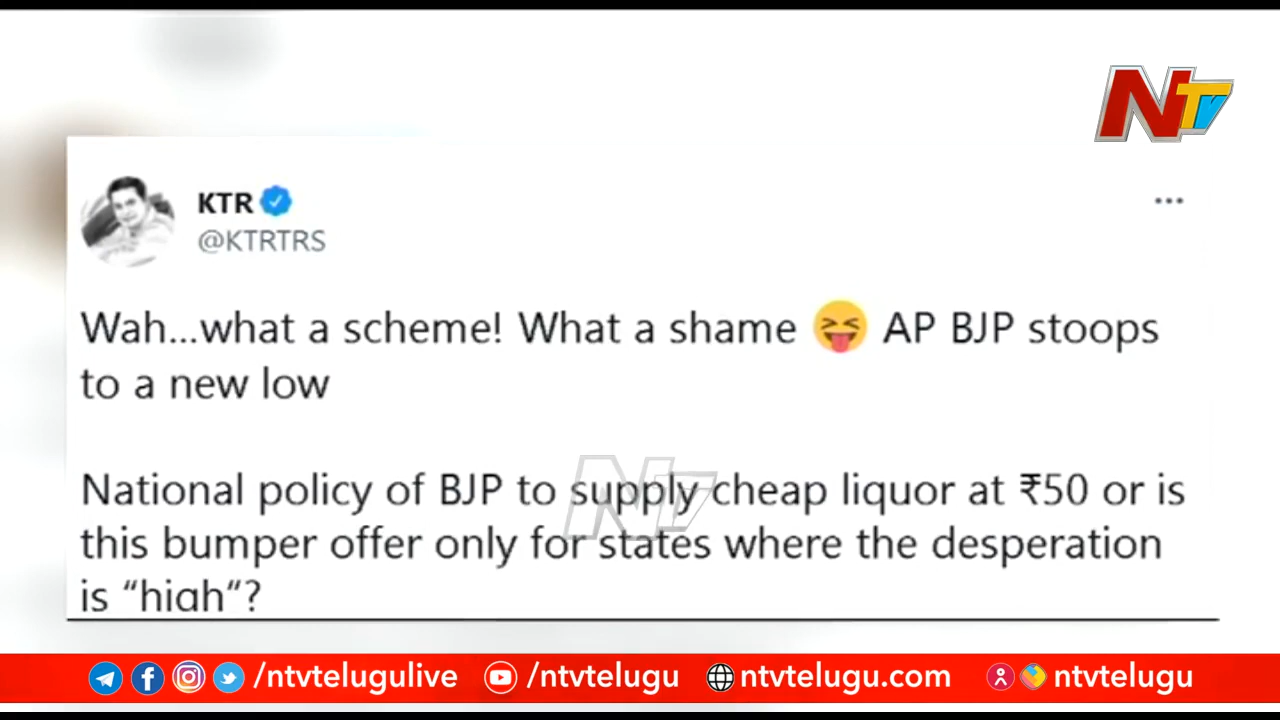 NTV
KTR
@KTRTRS
Wah...what a scheme! What a shame 😝 AP BJP stoops
to a new low
National policy of BJP to supply cheap liquor at ₹50 or is
this bumper offer only for states where the desperation
is “high“?
NTV
/ntvtelugulive /ntvtelugu ntvtelugu.com ntvtelugu